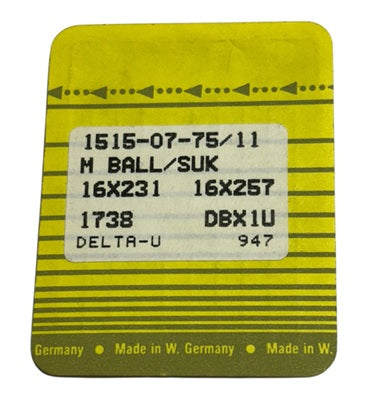 1515-07-75/11
M BALL/SUK
16X231 16X257
1738 DBX1U
DELTA-U 947
Germany • Made in W. Germany • Made in W.